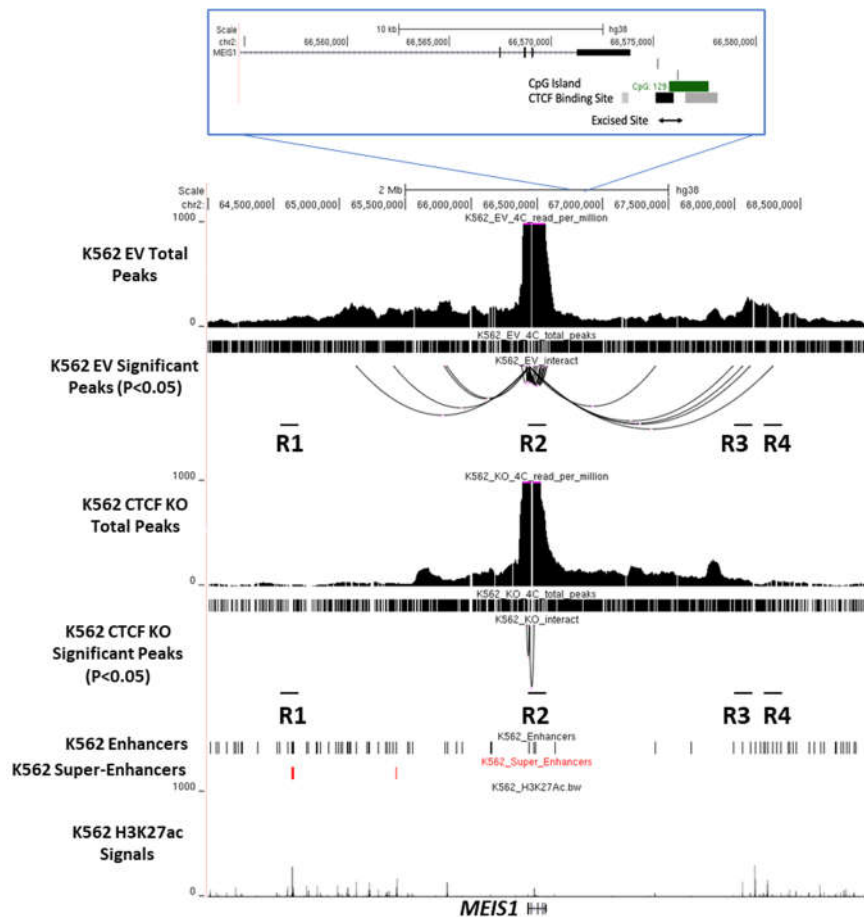 Scale
10 kb
hg38
chr2:
66,560,000
66,565,000
66,570,000
66,575,000
66,580,000
MEIS1
CpG Island
CpG: 129
CTCF Binding Site
Excised Site
Scale
2 Mb
hg38
chr2:
64,500,000
65,000,000
65,500,000
66,000,000
66,500,000
67,000,000
67,500,000
68,000,000
68,500,000
1000
K562_EV_4C_read_per_million
K562 EV Total
Peaks
0
K562_EV_4C_total_peaks
K562 EV Significant
Peaks (P<0.05)
K562_EV_interact
R1
R2
R3
R4
1000
K562_KO_4C_read_per_million
K562 CTCF KO
Total Peaks
0
K562_KO_4C_total_peaks
K562 CTCF KO
Significant Peaks
(P<0.05)
K562_KO_interact
R1
R2
R3
R4
K562 Enhancers
K562_Enhancers
K562 Super-Enhancers
K562_Super_Enhancers
1000
K562_H3K27Ac.bw
K562 H3K27ac
Signals
0
MEIS1